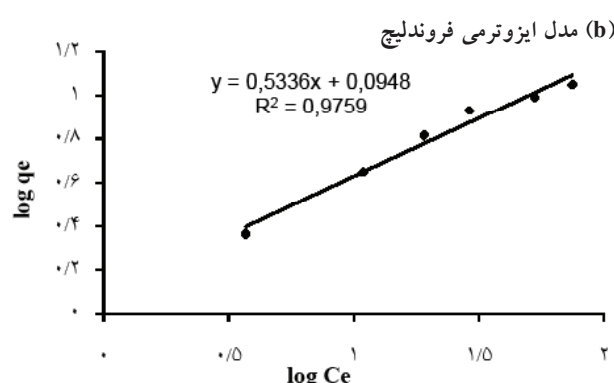 (b) مدل ایزوترمی فروندلیچ
y = 0,5336x + 0,0948
R² = 0,9759
log qe
۱/۲
۱
۰/۸
۰/۶
۰/۴
۰/۲
۰
۰ ۰/۵ ۱ ۱/۵ ۲
log Ce